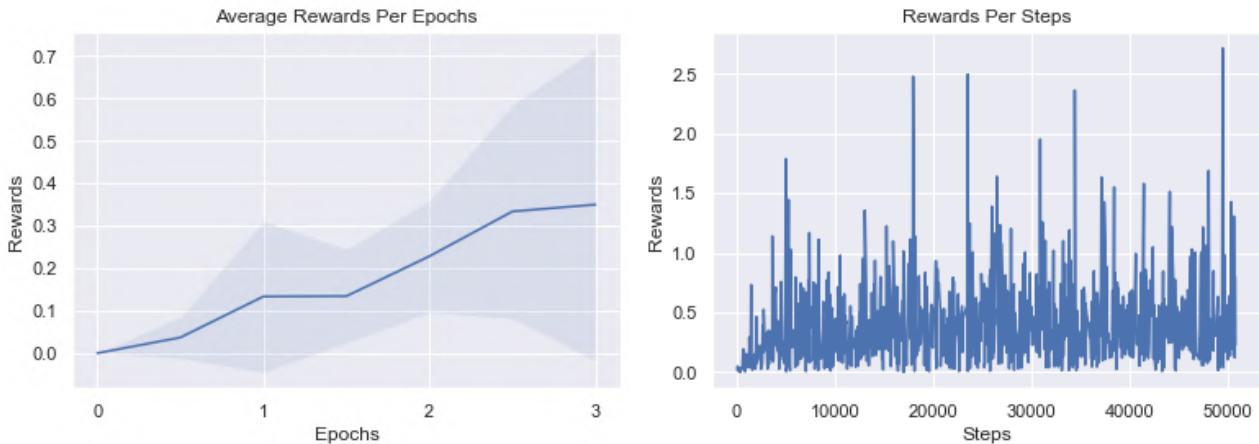 Average Rewards Per Epochs
Rewards
0.7
0.6
0.5
0.4
0.3
0.2
0.1
0.0
0 1 2 3
Epochs
Rewards Per Steps
Rewards
2.5
2.0
1.5
1.0
0.5
0.0
0 10000 20000 30000 40000 50000
Steps